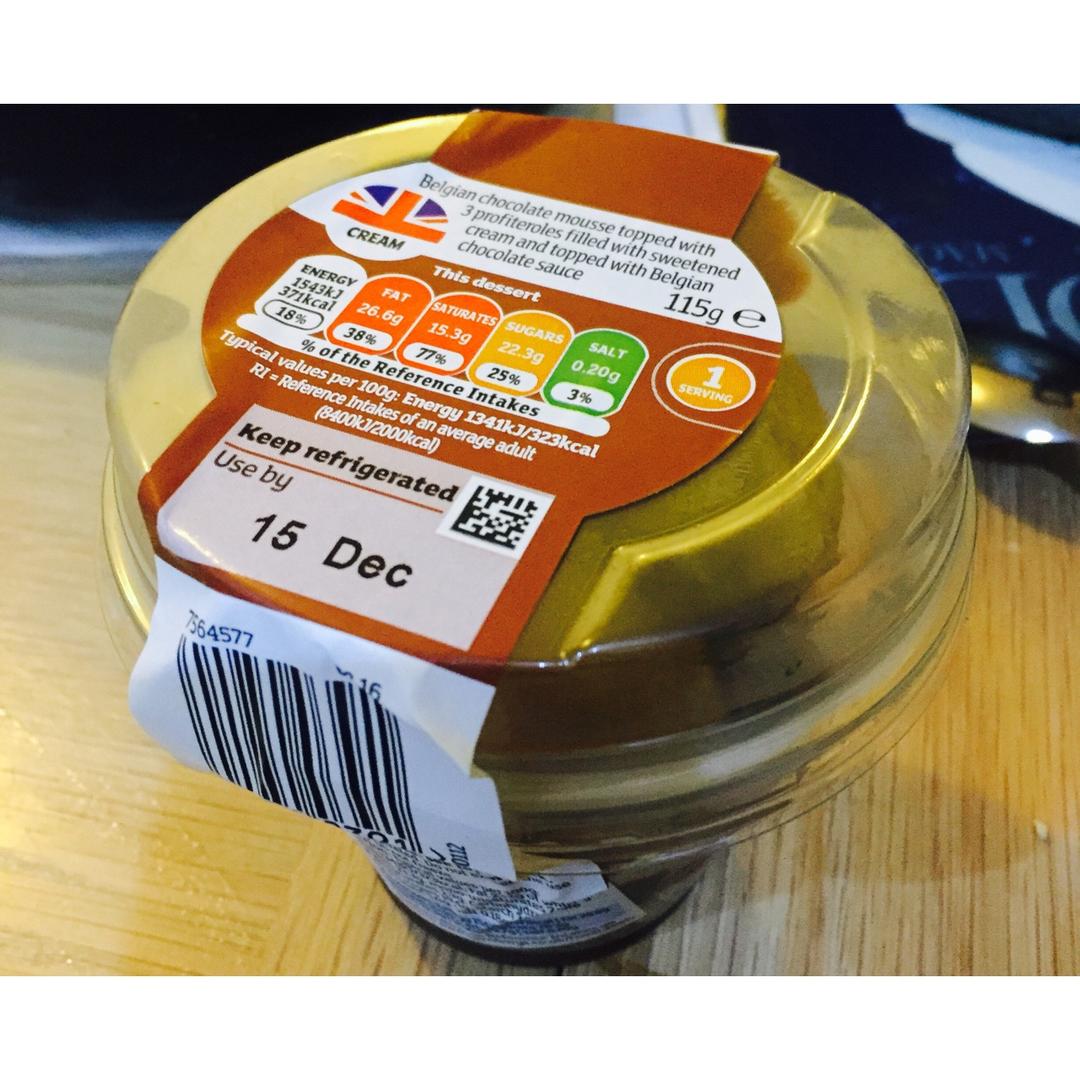 CREAM
Belgian chocolate mousse topped with
3 profiteroles filled with sweetened
cream and topped with Belgian
chocolate sauce
115g e
This dessert
ENERGY
1543kJ
371kcal
18%
FAT
26.6g
38%
SATURATES
15.3g
77%
SUGARS
22.3g
25%
SALT
0.20g
3%
1
SERVING
% of the Reference Intakes
Typical values per 100g: Energy 1341kJ/323kcal
RI = Reference Intakes of an average adult
(8400kJ/2000kcal)
Keep refrigerated
Use by
15 Dec
7564577
16